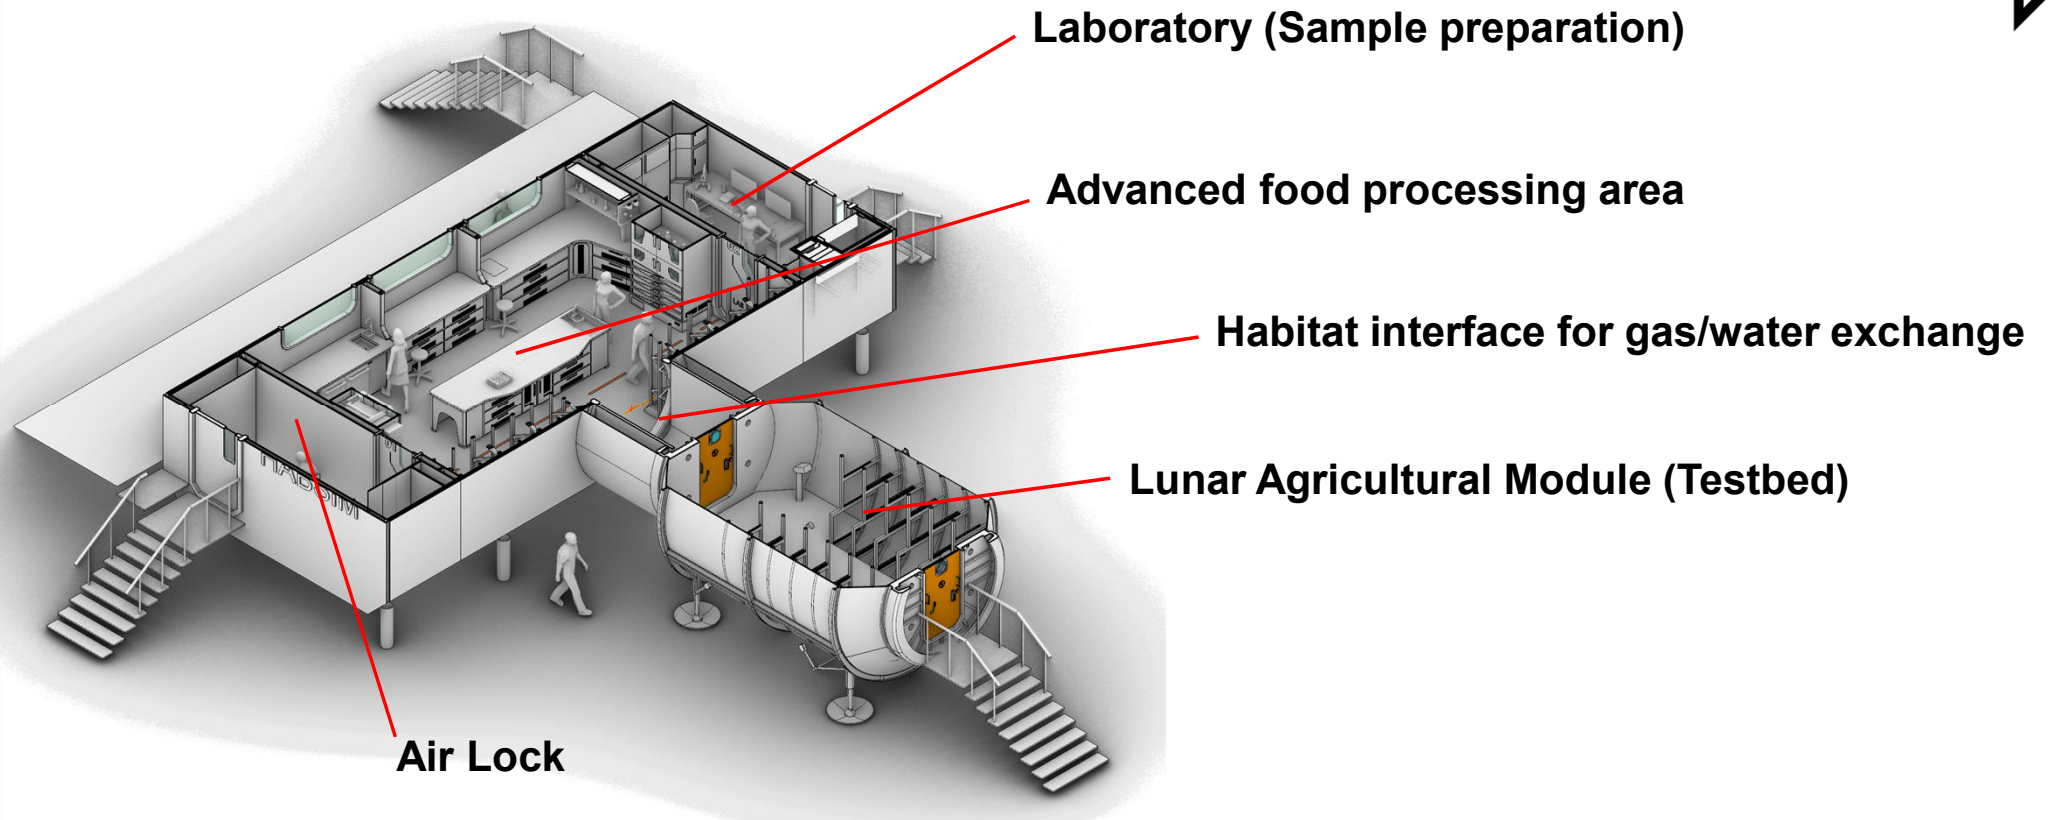 Laboratory (Sample preparation)
Advanced food processing area
Habitat interface for gas/water exchange
Lunar Agricultural Module (Testbed)
HABSIM
Air Lock